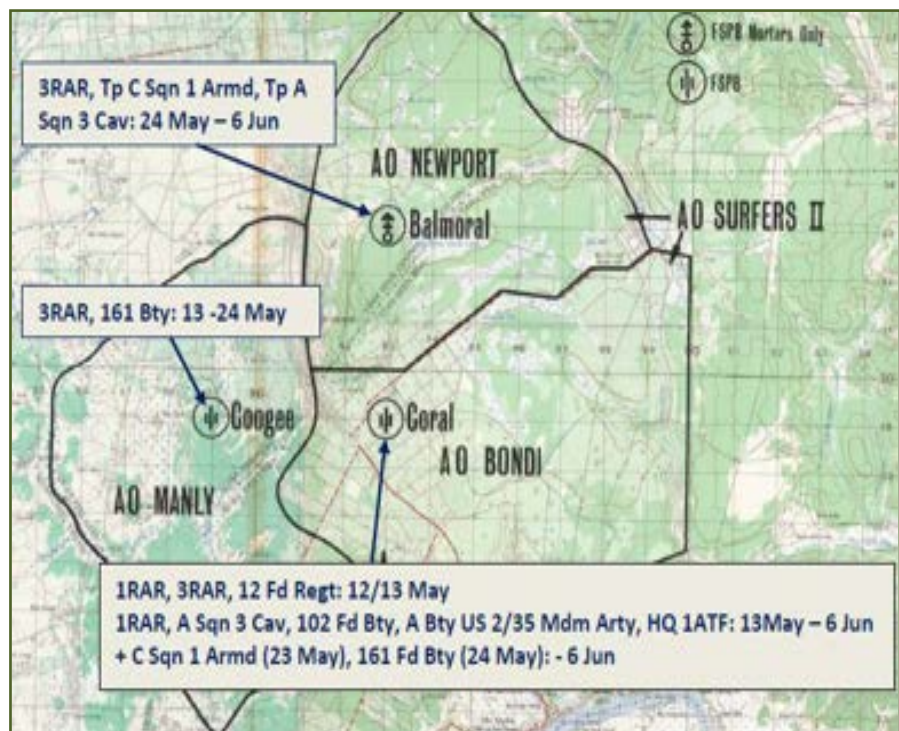 FSPB Mortars Only
FSPB
3RAR, Tp C Sqn 1 Armd, Tp A
Sqn 3 Cav: 24 May – 6 Jun
AO NEWPORT
Balmoral
AO SURFERS II
3RAR, 161 Bty: 13 -24 May
Coogee
Coral
AO BONDI
AO MANLY
1RAR, 3RAR, 12 Fd Regt: 12/13 May
1RAR, A Sqn 3 Cav, 102 Fd Bty, A Bty US 2/35 Mdm Arty, HQ 1ATF: 13May – 6 Jun
+ C Sqn 1 Armd (23 May), 161 Fd Bty (24 May): - 6 Jun